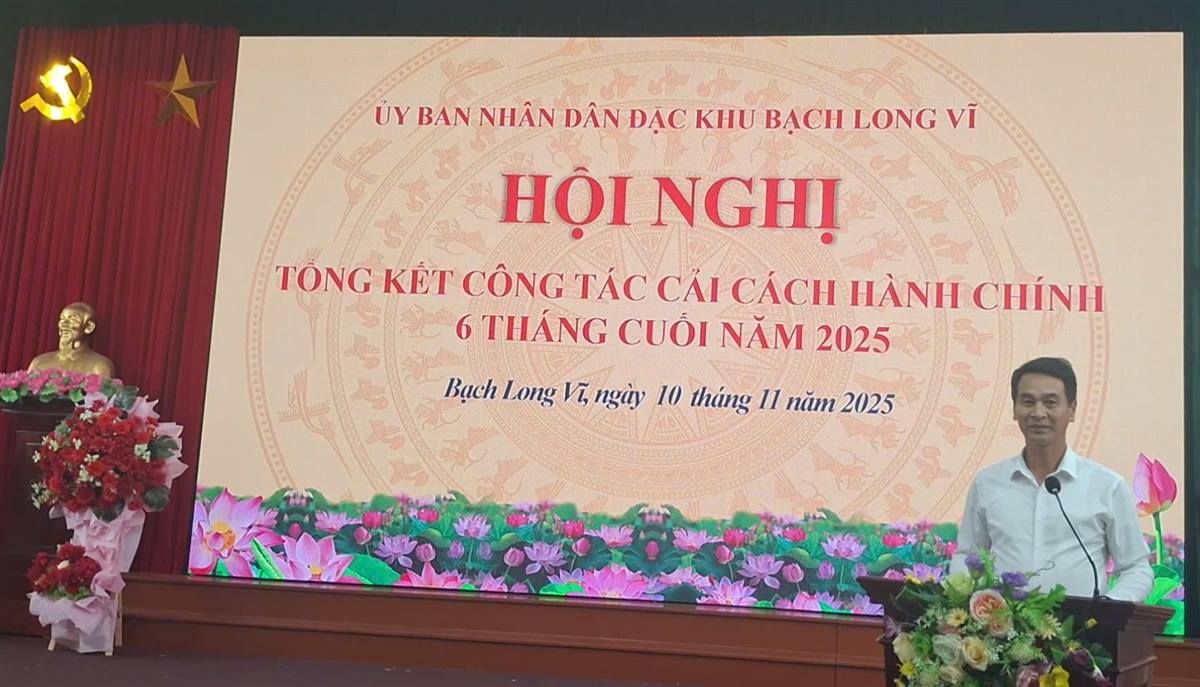 ỦY BAN NHÂN DÂN ĐẶC KHU BẠCH LONG VĨ
HỘI NGHỊ
TỔNG KẾT CÔNG TÁC CẢI CÁCH HÀNH CHÍNH
6 THÁNG CUỐI NĂM 2025
Bạch Long Vĩ, ngày 10 tháng 11 năm 2025